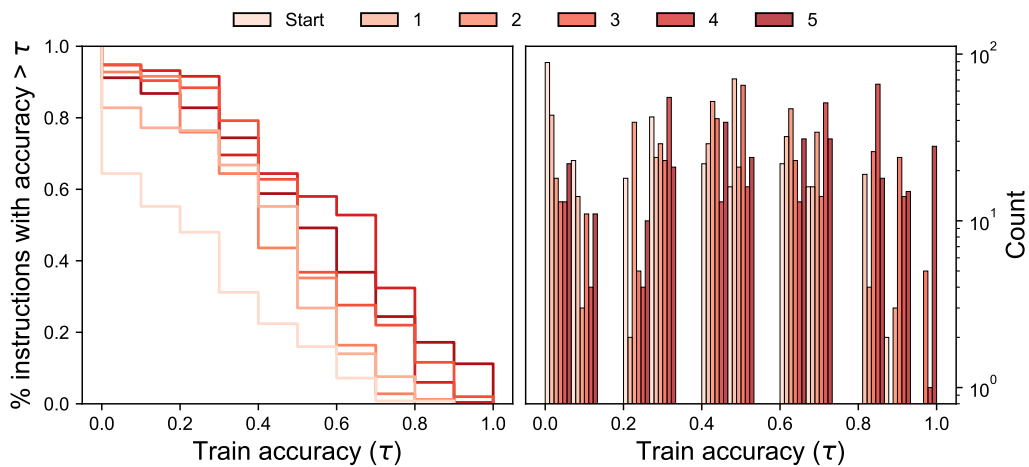 Start 1 2 3 4 5
% instructions with accuracy > τ
1.0
0.8
0.6
0.4
0.2
0.0
0.0 0.2 0.4 0.6 0.8 1.0
Train accuracy (τ)
0.0 0.2 0.4 0.6 0.8 1.0
Train accuracy (τ)
10²
10¹
10⁰
Count